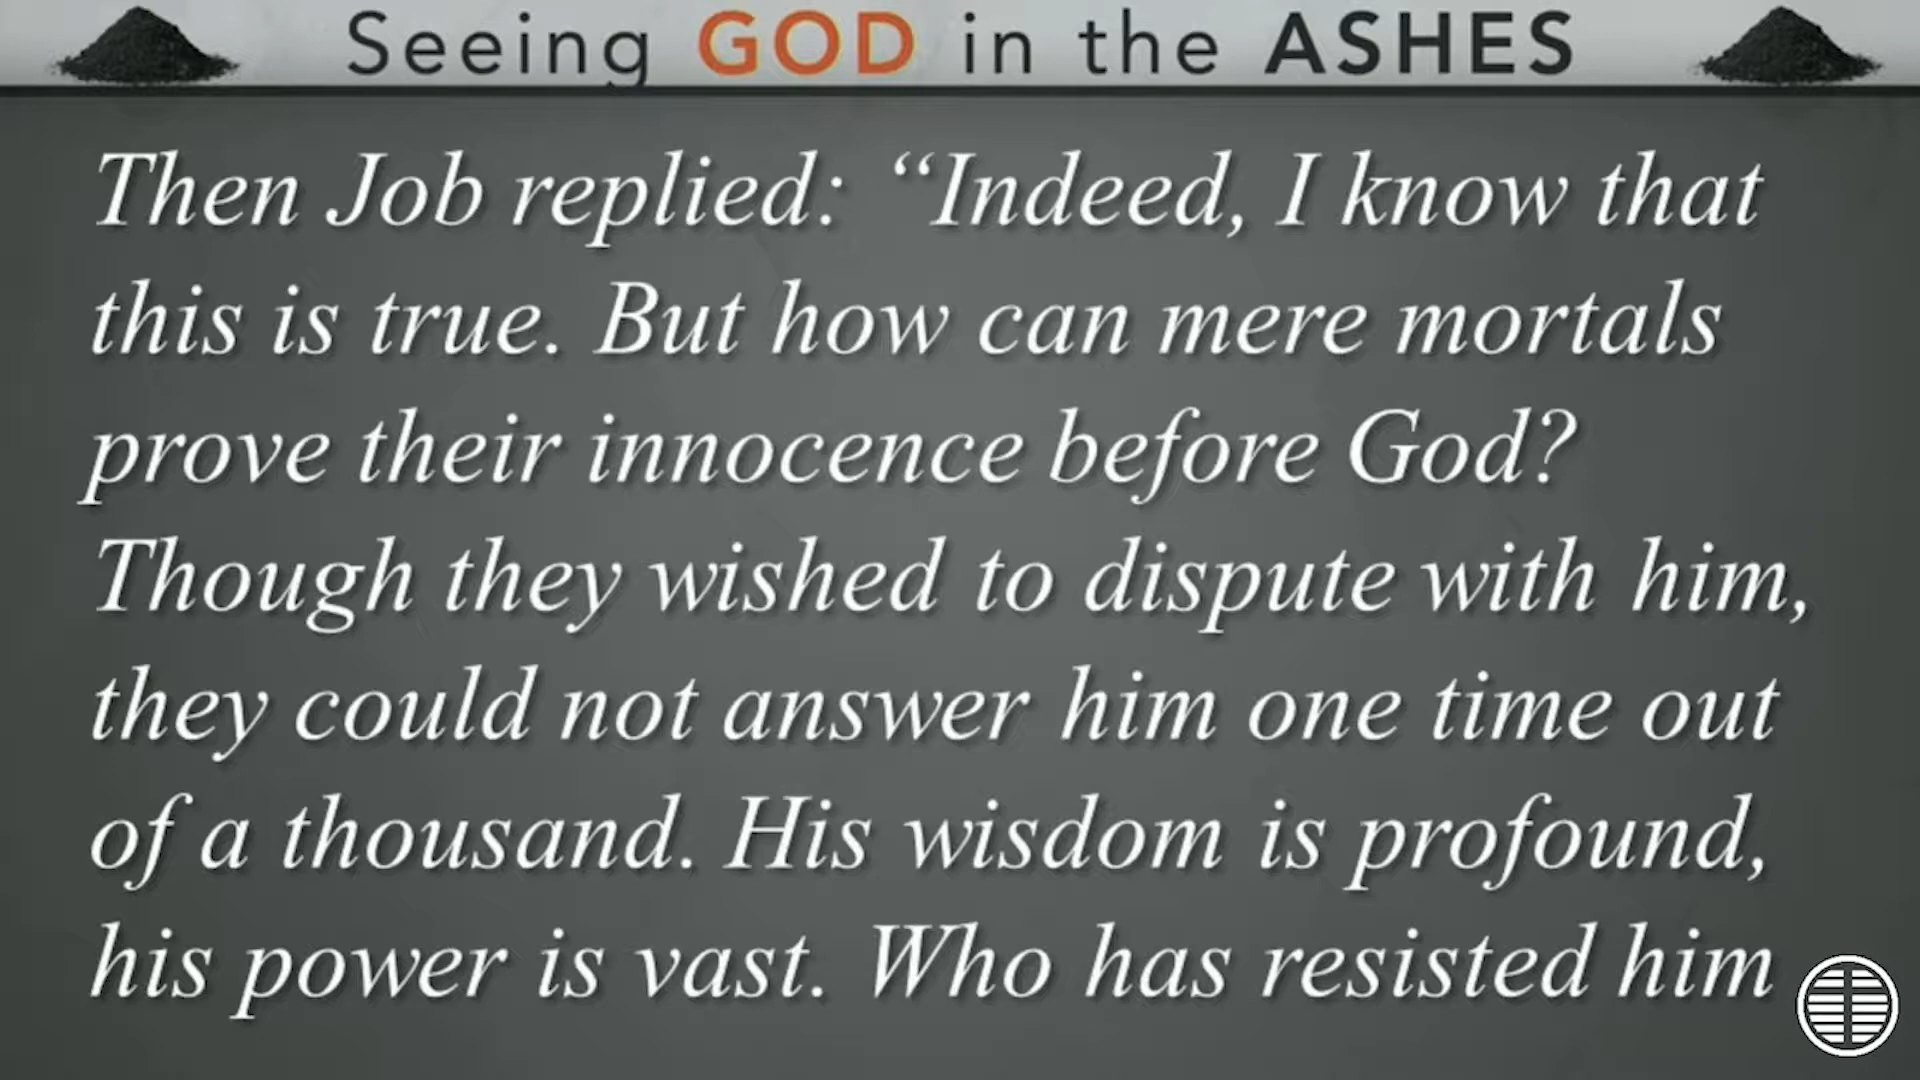 Seeing GOD in the ASHES
Then Job replied: “Indeed, I know that
this is true. But how can mere mortals
prove their innocence before God?
Though they wished to dispute with him,
they could not answer him one time out
of a thousand. His wisdom is profound,
his power is vast. Who has resisted him